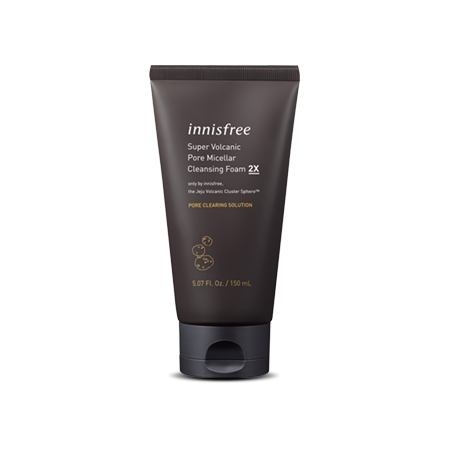 innisfree
Super Volcanic
Pore Micellar
Cleansing Foam 2X
only by innisfree,
the Jeju Volcanic Cluster Sphere™
PORE CLEARING SOLUTION
5.07 Fl. Oz. / 150 mL